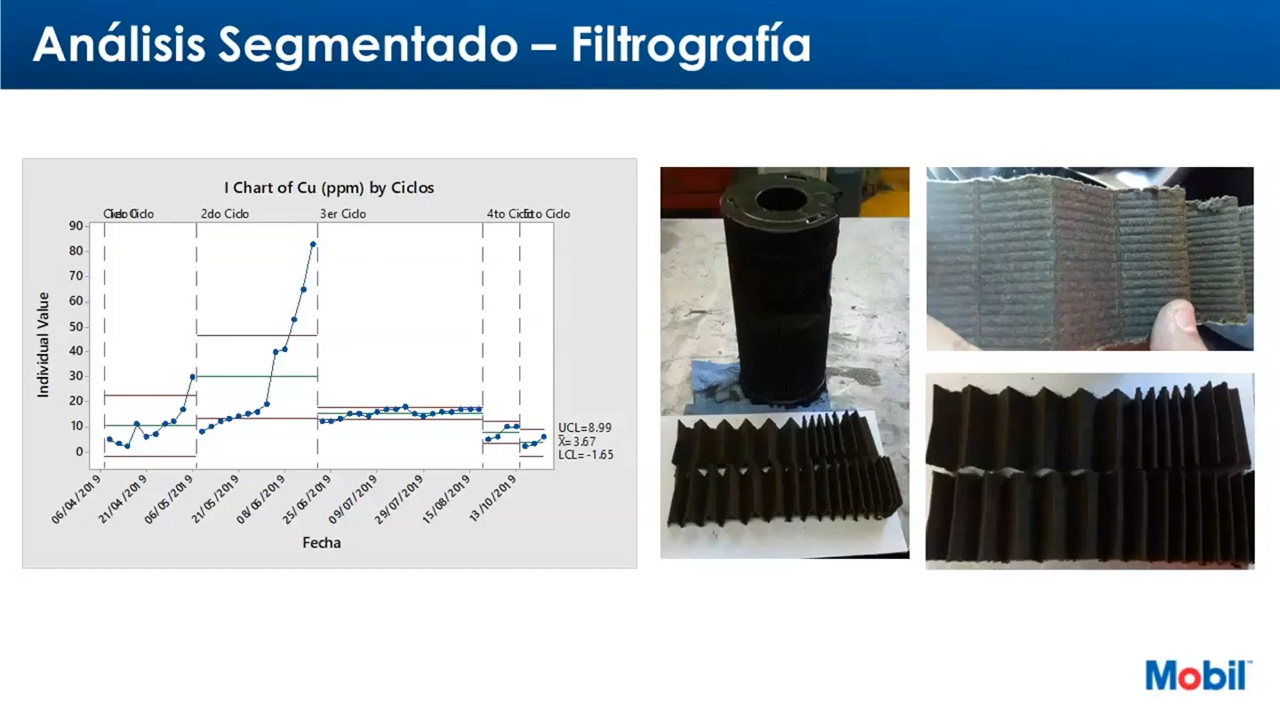 Análisis Segmentado – Filtrografía
I Chart of Cu (ppm) by Ciclos
2do Ciclo
3er Ciclo
4to Ciclo
5to Ciclo
90
80
70
60
50
40
30
20
10
0
Individual Value
UCL=8.99
X̄=3.67
LCL=-1.65
06/04/2019
21/04/2019
06/05/2019
21/05/2019
08/06/2019
25/06/2019
09/07/2019
29/07/2019
15/08/2019
13/10/2019
Fecha
Mobil